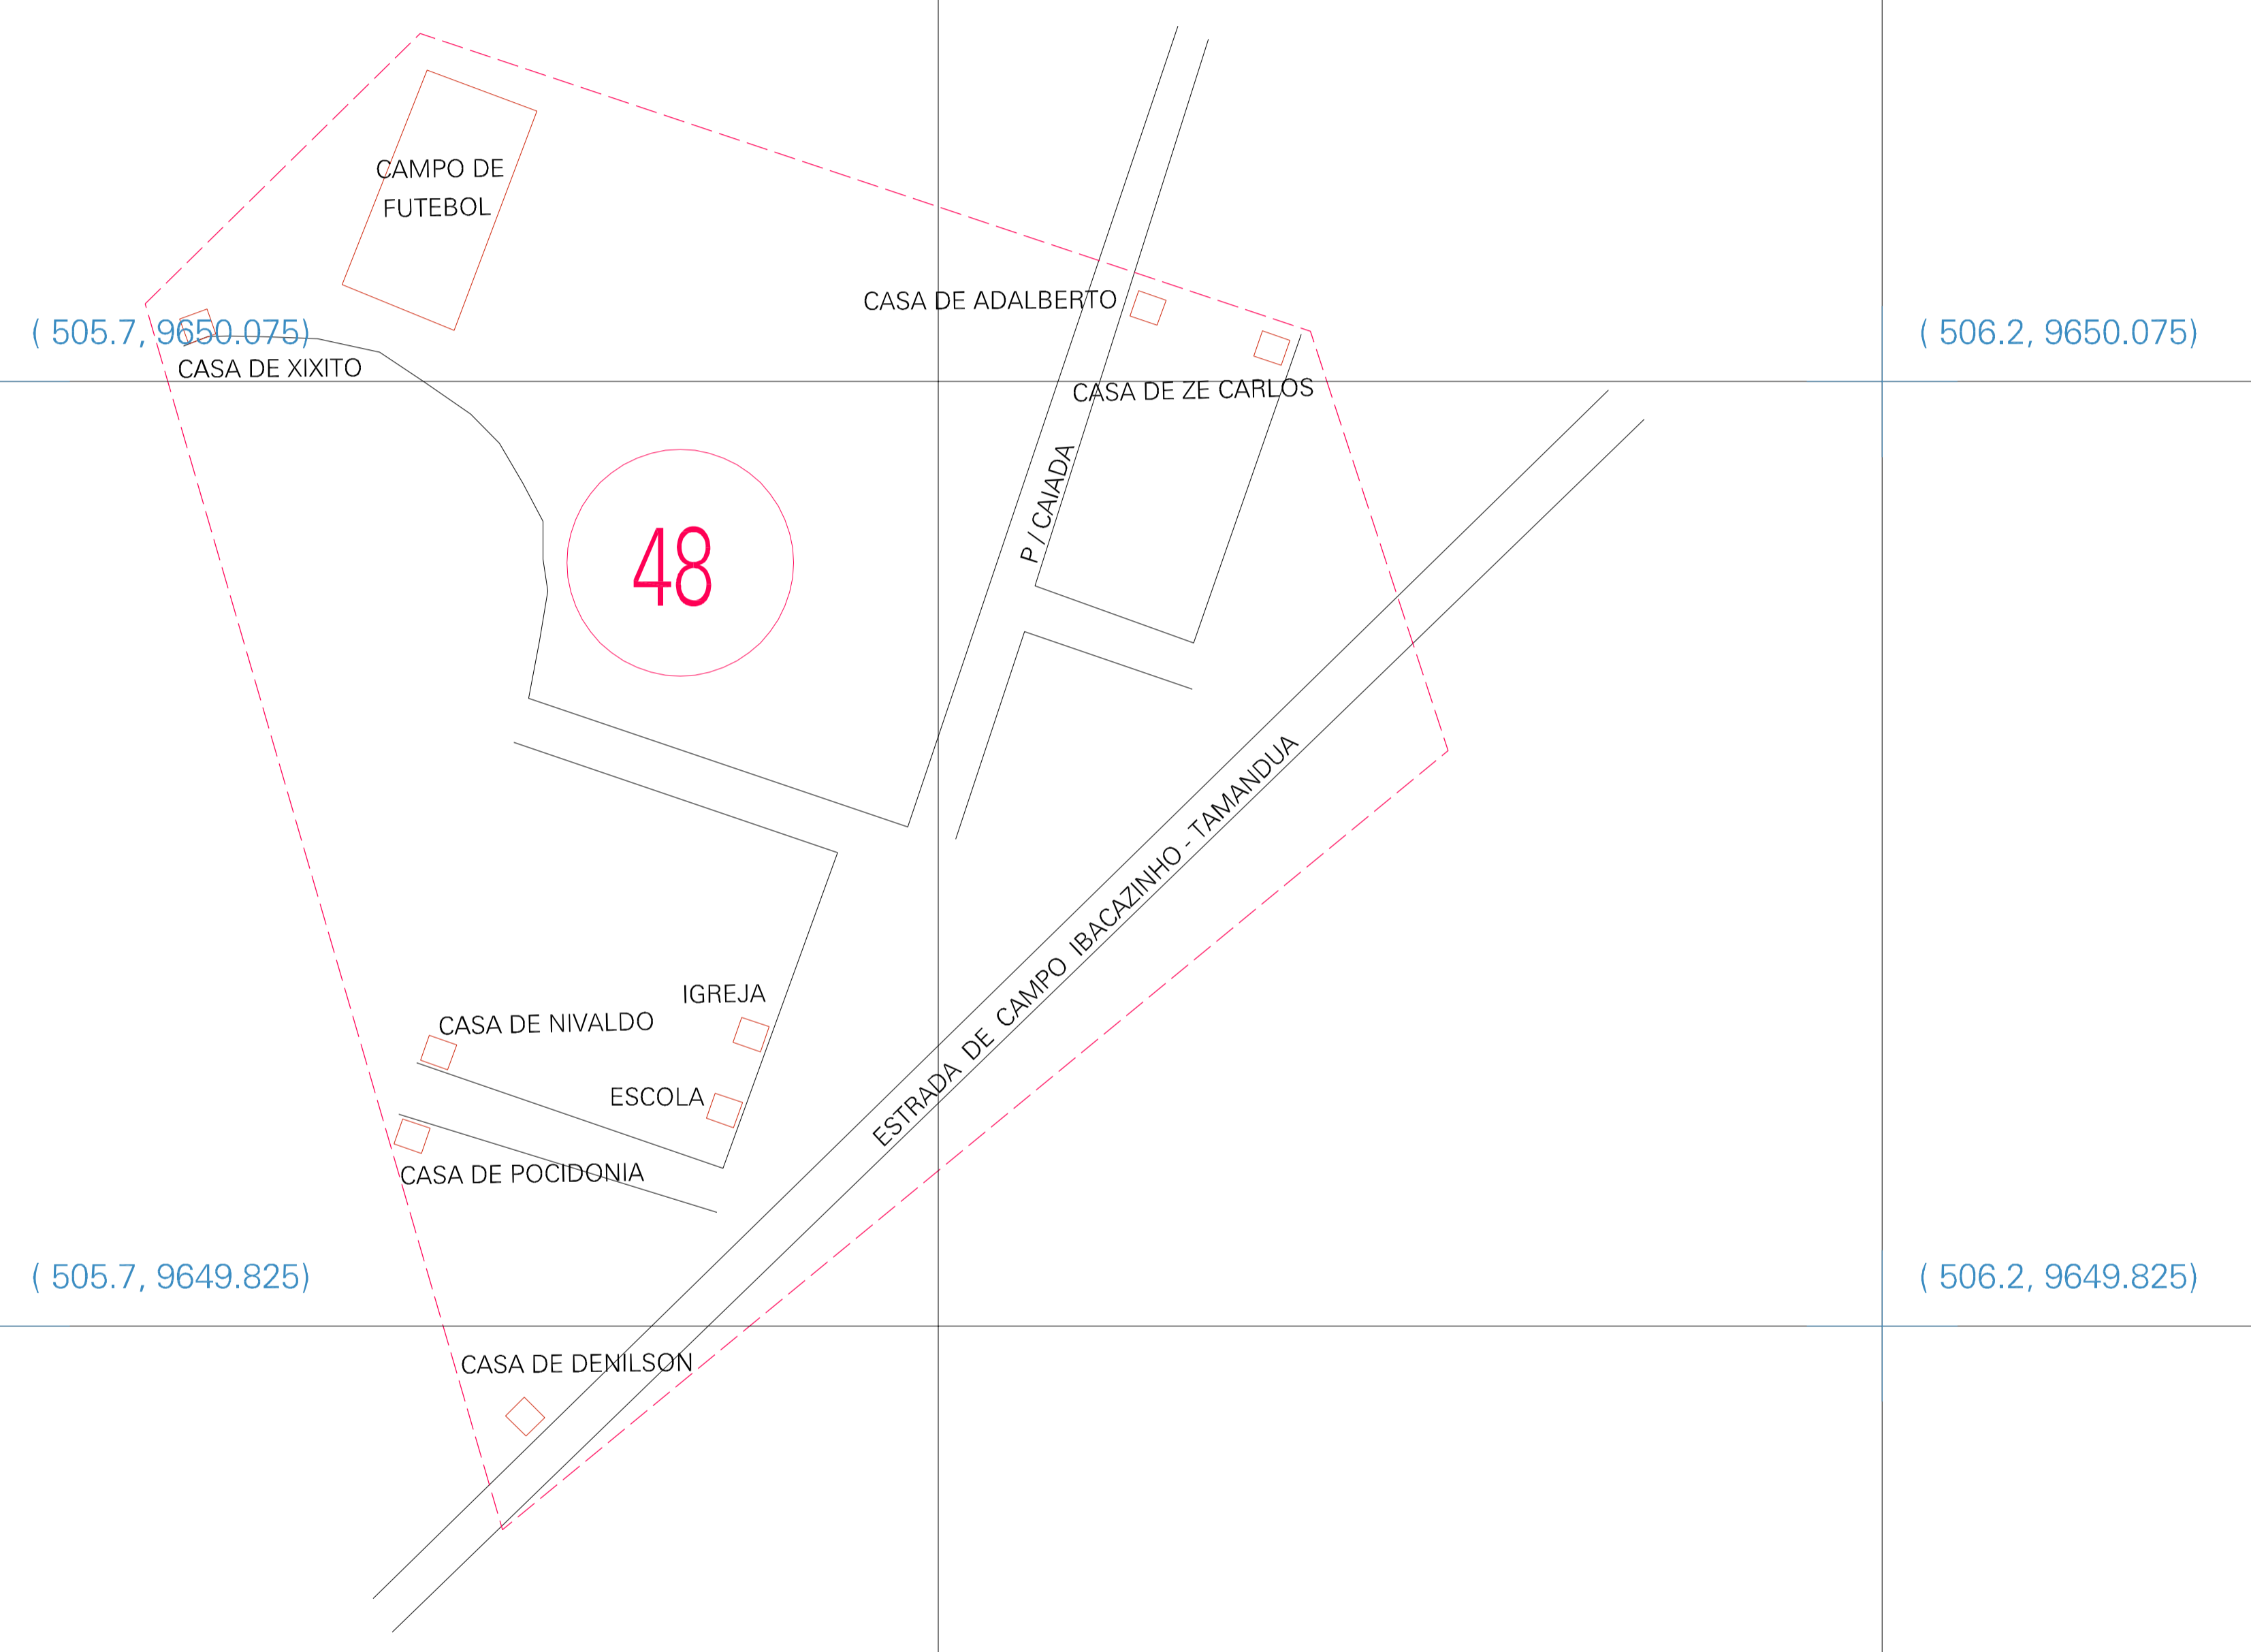 CAMPO DE
FUTEBOL
CASA DE ADALBERTO
( 505.7, 9650.075)
( 506.2, 9650.075)
CASA DE XIXITO
CASA DE ZE CARLOS
P / CAIADA
48
ESTRADA DE CAMPO IBACAZINHO - TAMANDUA
IGREJA
CASA DE NIVALDO
ESCOLA
CASA DE POCIDONIA
( 505.7, 9649.825)
( 506.2, 9649.825)
CASA DE DENILSON